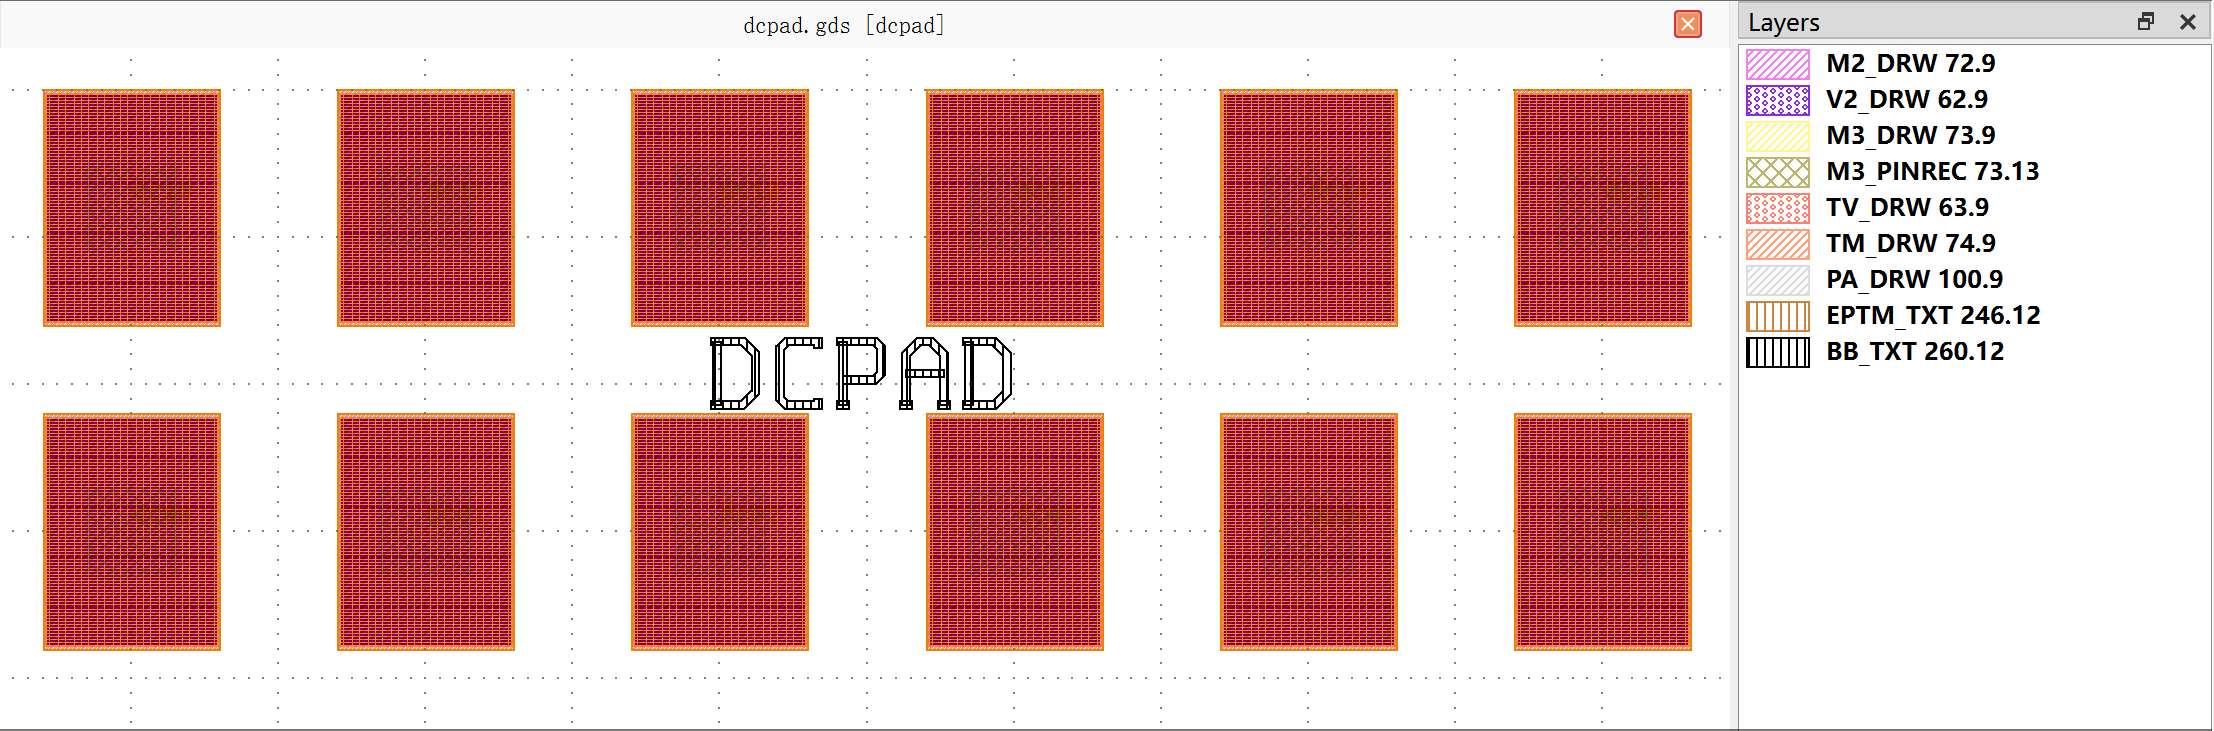 dcpad.gds [dcpad]
Layers
M2_DRW 72.9
V2_DRW 62.9
M3_DRW 73.9
M3_PINREC 73.13
TV_DRW 63.9
TM_DRW 74.9
PA_DRW 100.9
EPTM_TXT 246.12
BB_TXT 260.12
DCPAD